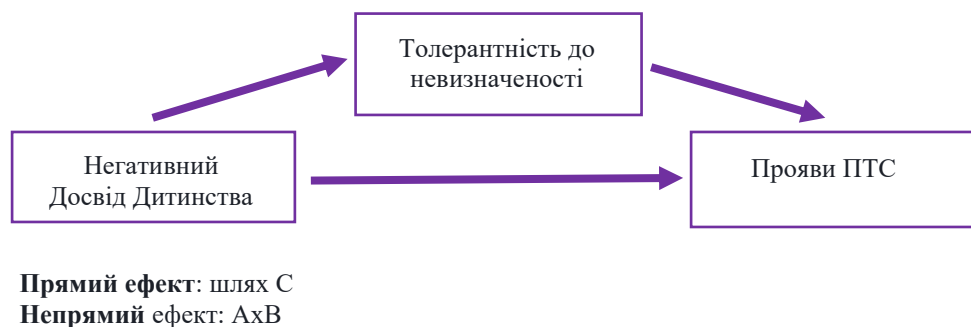 Толерантність до
невизначеності
Негативний
Досвід Дитинства
Прояви ПТС
Прямий ефект: шлях С
Непрямий ефект: АхВ